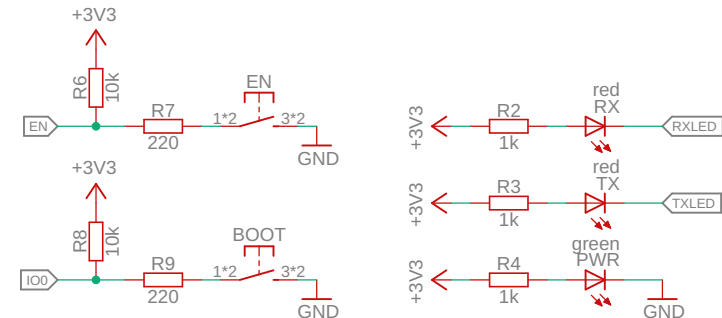 +3V3
R6
10k
EN
R7
220
EN
1*2
3*2
GND
+3V3
R8
10k
IO0
R9
220
BOOT
1*2
3*2
GND
+3V3
R2
1k
red
RX
RXLED
+3V3
R3
1k
red
TX
TXLED
+3V3
R4
1k
green
PWR
GND